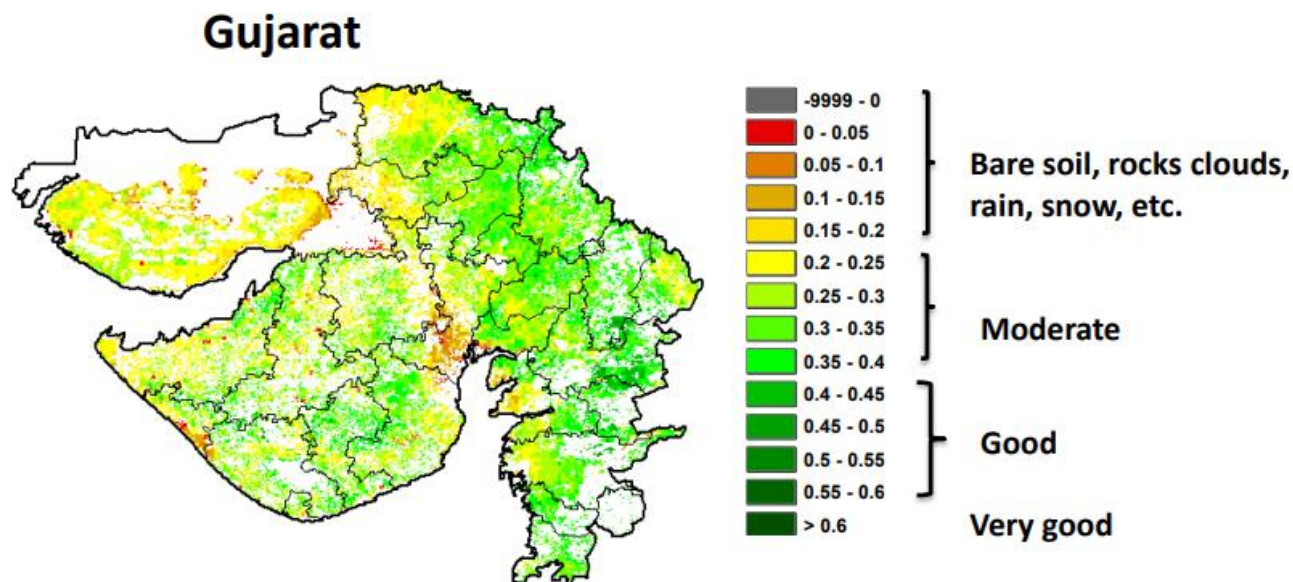 Gujarat
-9999 - 0
0 - 0.05
0.05 - 0.1
0.1 - 0.15
0.15 - 0.2
0.2 - 0.25
0.25 - 0.3
0.3 - 0.35
0.35 - 0.4
0.4 - 0.45
0.45 - 0.5
0.5 - 0.55
0.55 - 0.6
> 0.6
Bare soil, rocks clouds,
rain, snow, etc.
Moderate
Good
Very good